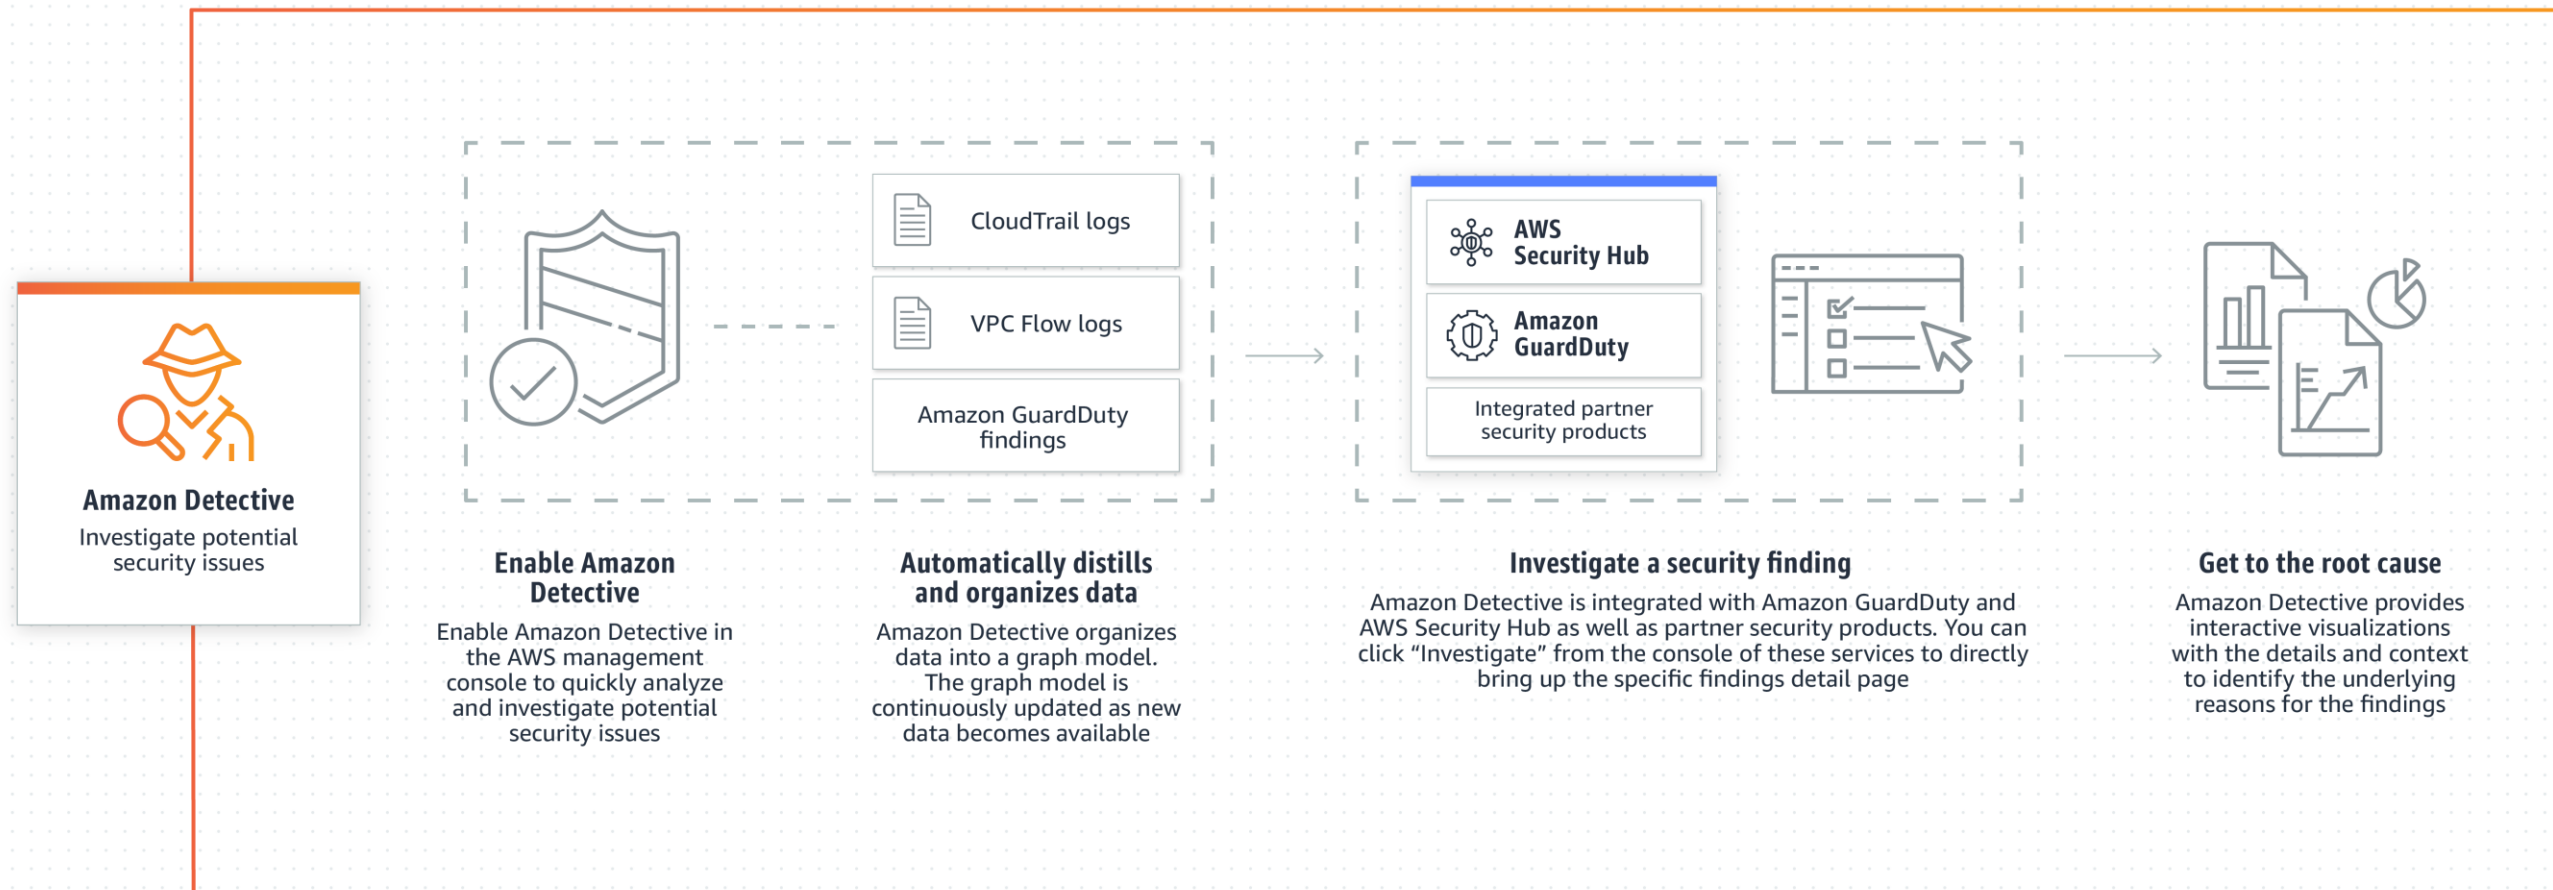 Amazon Detective
Investigate potential
security issues
CloudTrail logs
VPC Flow logs
Amazon GuardDuty
findings
Enable Amazon
Detective
Enable Amazon Detective in
the AWS management
console to quickly analyze
and investigate potential
security issues
Automatically distills
and organizes data
Amazon Detective organizes
data into a graph model.
The graph model is
continuously updated as new
data becomes available
AWS
Security Hub
Amazon
GuardDuty
Integrated partner
security products
Investigate a security finding
Amazon Detective is integrated with Amazon GuardDuty and
AWS Security Hub as well as partner security products. You can
click “Investigate” from the console of these services to directly
bring up the specific findings detail page
Get to the root cause
Amazon Detective provides
interactive visualizations
with the details and context
to identify the underlying
reasons for the findings